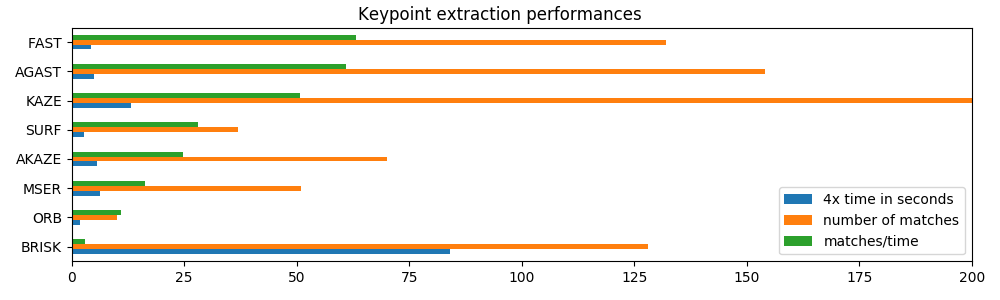 Keypoint extraction performances
FAST
AGAST
KAZE
SURF
AKAZE
MSER
ORB
BRISK
4x time in seconds
number of matches
matches/time
0 25 50 75 100 125 150 175 200